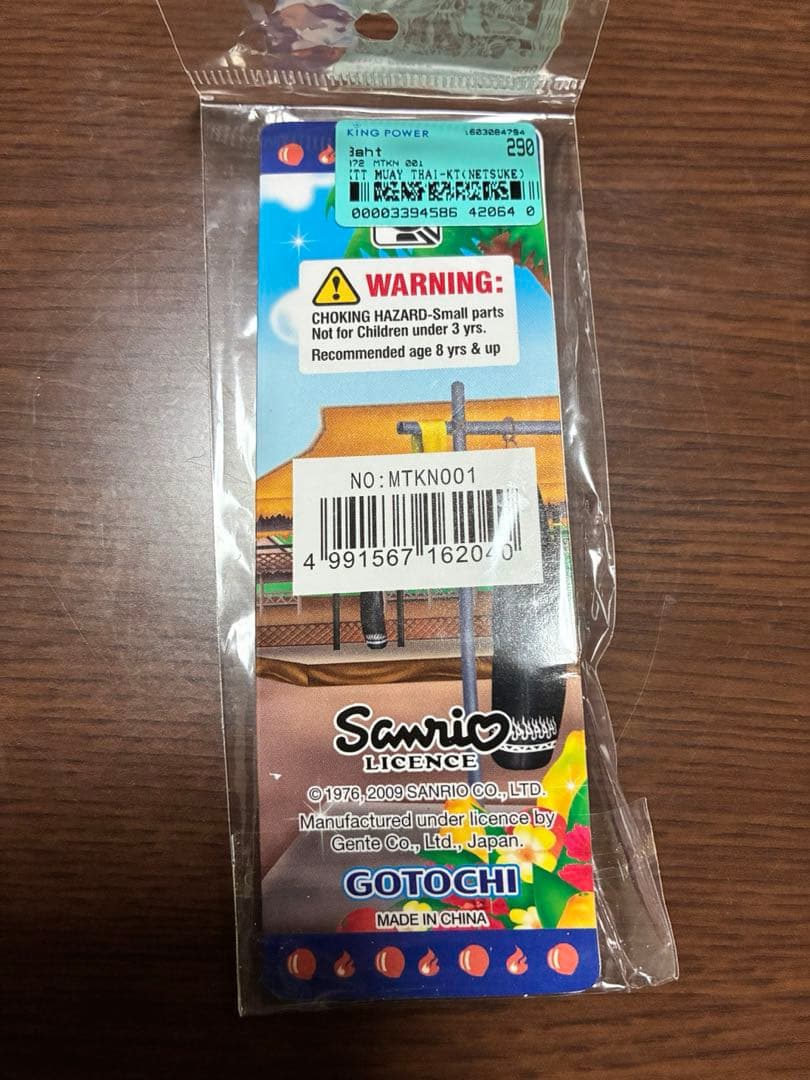 KING POWER
1603084794
Baht 290
172 MTKN 001
KTT MUAY THAI-KT(NETSUKE)
00003394586 42064 0
WARNING:
CHOKING HAZARD-Small parts
Not for Children under 3 yrs.
Recommended age 8 yrs & up
NO:MTKN001
4 991567 162040
Sanrio
LICENCE
©1976, 2009 SANRIO CO., LTD.
Manufactured under licence by
Gente Co., Ltd., Japan.
GOTOCHI
MADE IN CHINA